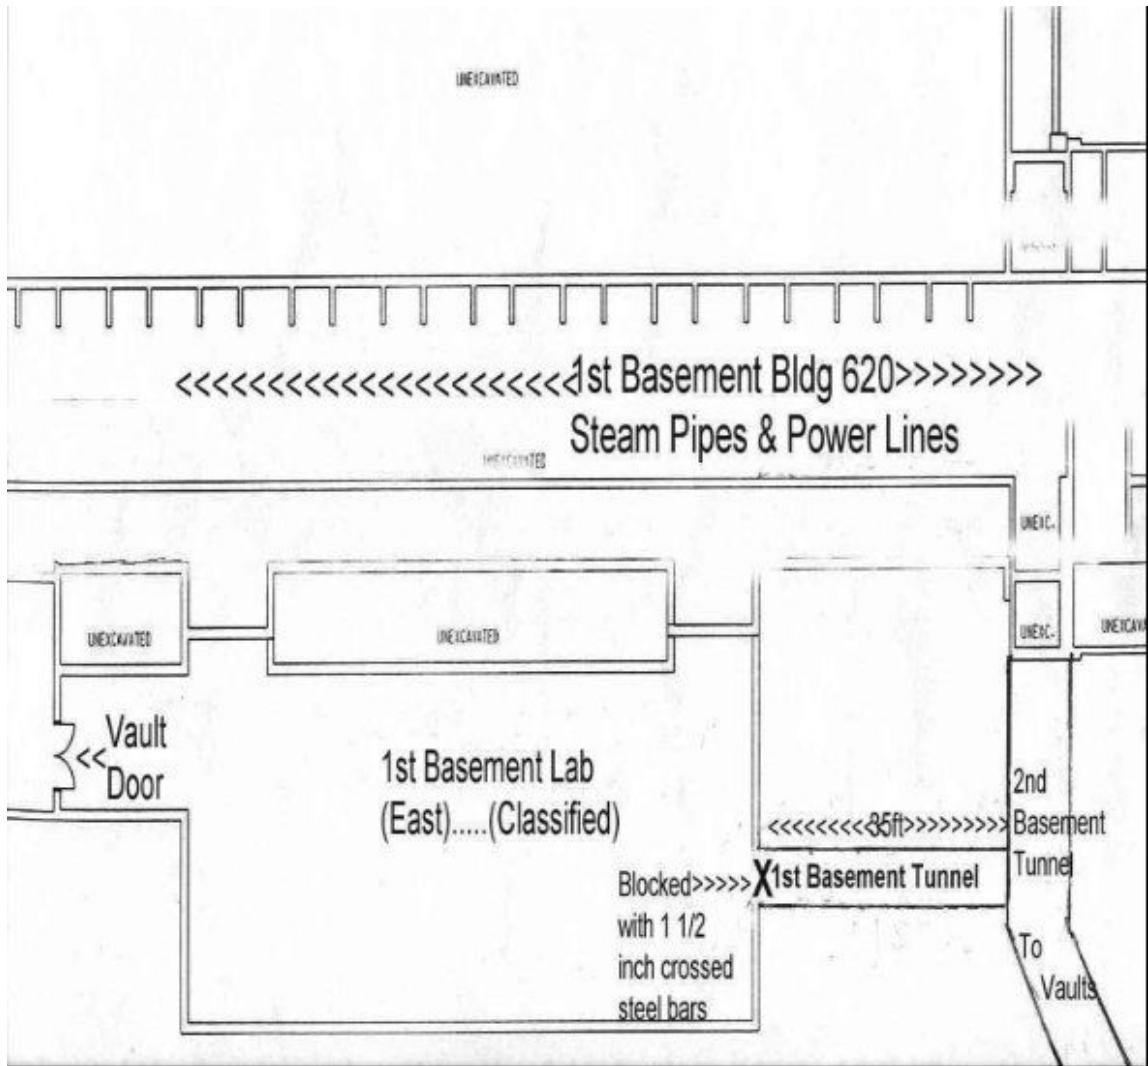 UNEXCAVATED
<<<<<<<<<<<<<<<<<<<<<<1st Basement Bldg 620>>>>>>>>
Steam Pipes & Power Lines
UNEXCAVATED
UNEXC.
UNEXCAVATED
UNEXCAVATED
UNEXC.
UNEXCAVA
<<Vault
Door
1st Basement Lab
(East).....(Classified)
2nd
Basement
Tunnel
<<<<<<<<<35ft>>>>>>>>>
Blocked>>>>>
with 1 1/2
inch crossed
steel bars
X1st Basement Tunnel
To
Vaults